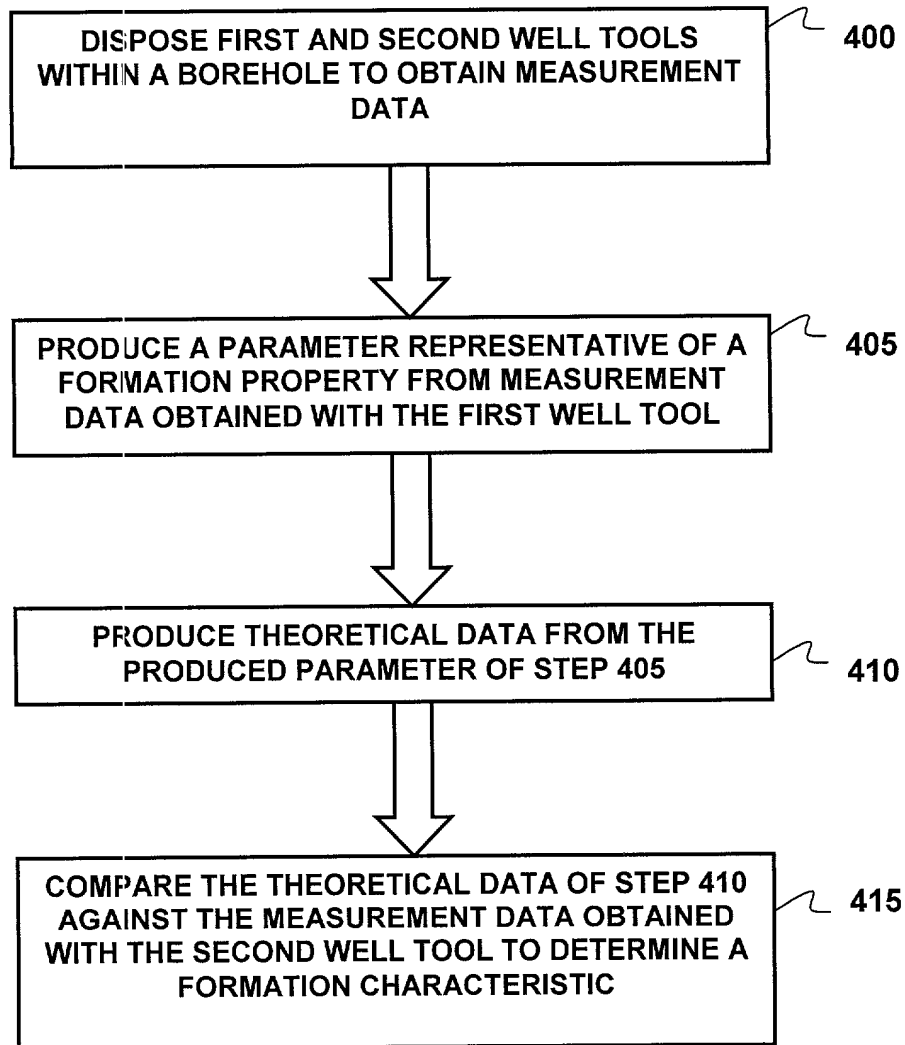 DISPOSE FIRST AND SECOND WELL TOOLS
WITHIN A BOREHOLE TO OBTAIN MEASUREMENT
DATA
400
PRODUCE A PARAMETER REPRESENTATIVE OF A
FORMATION PROPERTY FROM MEASUREMENT
DATA OBTAINED WITH THE FIRST WELL TOOL
405
PRODUCE THEORETICAL DATA FROM THE
PRODUCED PARAMETER OF STEP 405
410
COMPARE THE THEORETICAL DATA OF STEP 410
AGAINST THE MEASUREMENT DATA OBTAINED
WITH THE SECOND WELL TOOL TO DETERMINE A
FORMATION CHARACTERISTIC
415